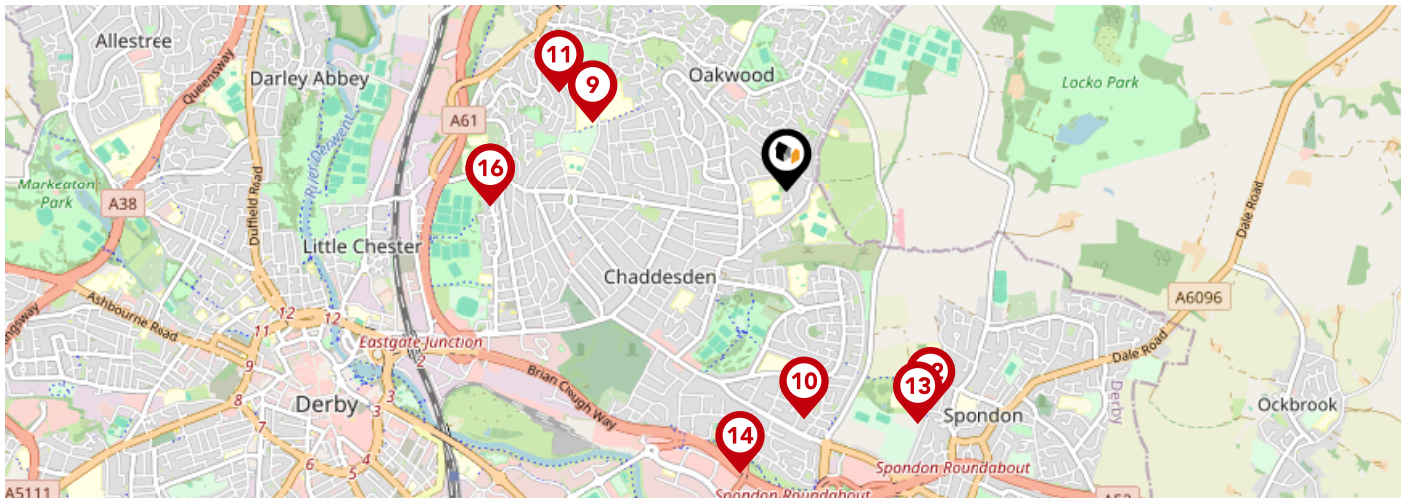 Allestree
Queensway
Darley Abbey
11
Oakwood
9
Locko Park
A61
River Derwent
16
Markeaton
Park
A38
Duffield Road
Dale Road
Little Chester
Chaddesden
A6096
ngsway
Ashbourne Road
12
12
11
Eastgate Junction
2
9
Brian Clough Way
Dale Road
10
13
Derby
8
Derby
3
3
Spondon
Ockbrook
7
14
5
4
6
Spondon Roundabout
A5111
Spondon Roundabout
A52